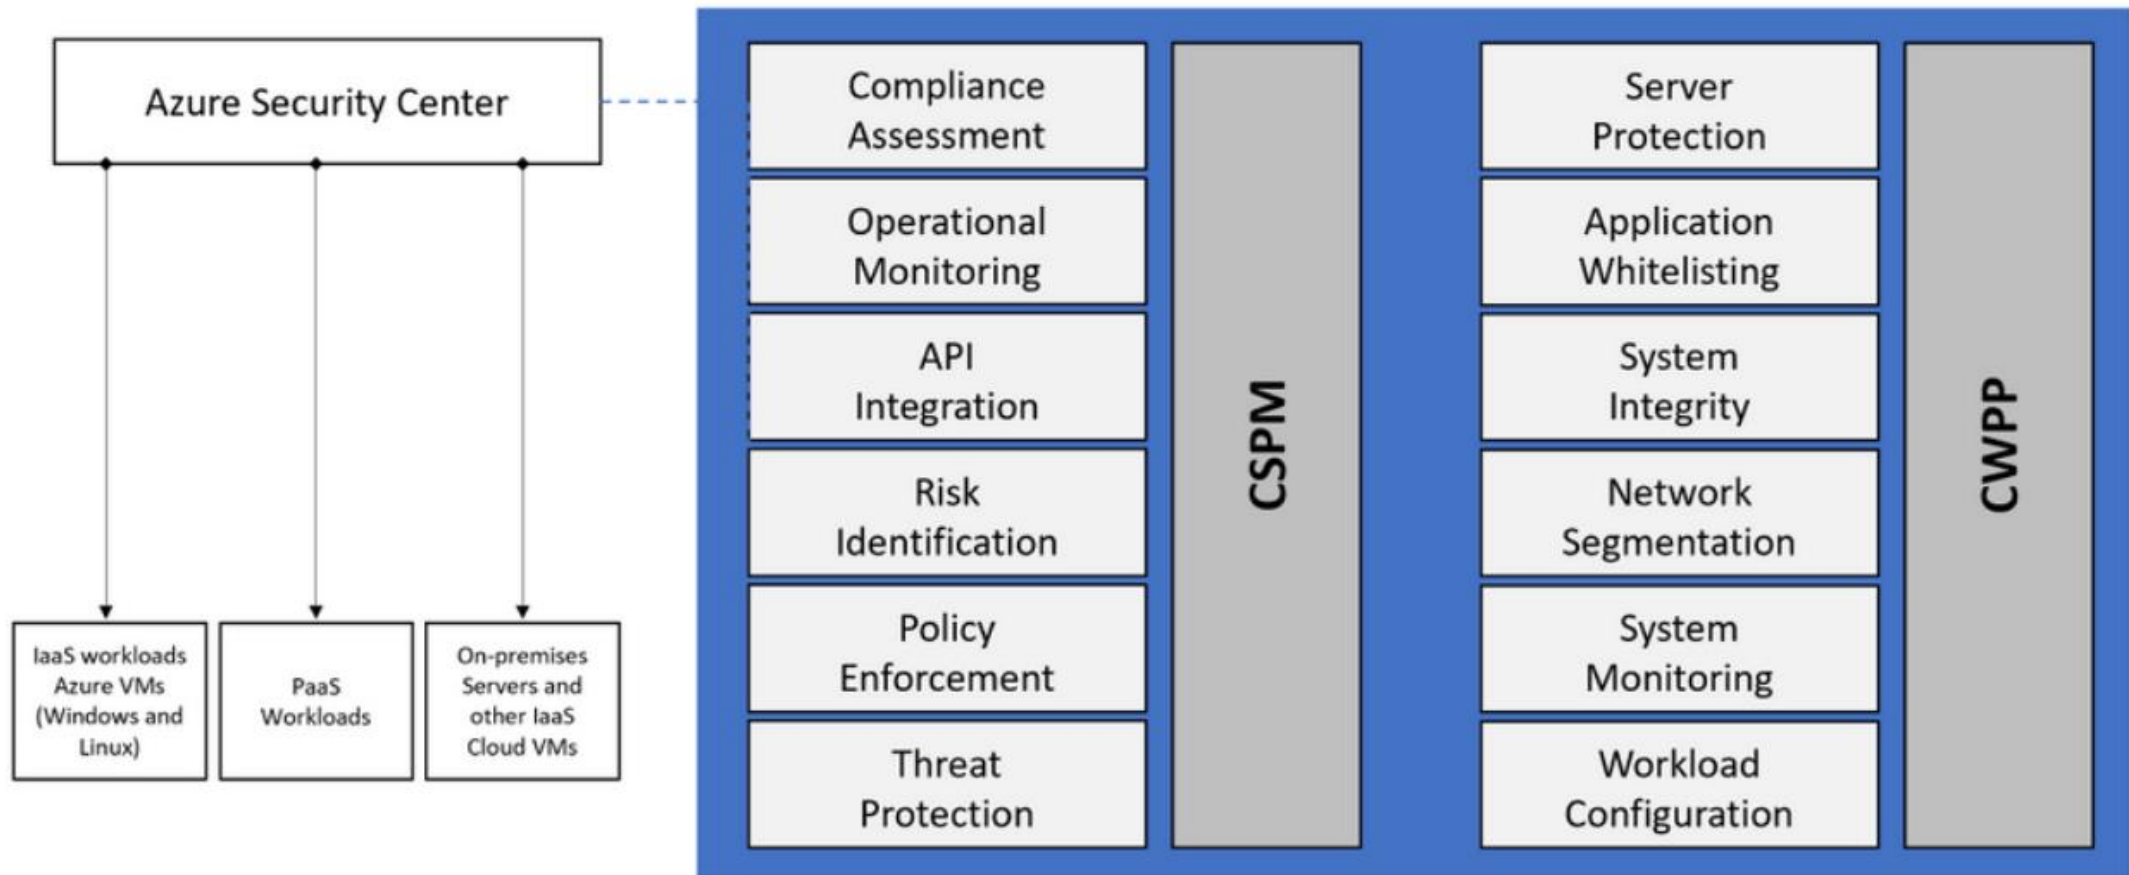 Azure Security Center
IaaS workloads
Azure VMs
(Windows and
Linux)
PaaS
Workloads
On-premises
Servers and
other IaaS
Cloud VMs
Compliance
Assessment
Operational
Monitoring
API
Integration
Risk
Identification
Policy
Enforcement
Threat
Protection
CSPM
Server
Protection
Application
Whitelisting
System
Integrity
Network
Segmentation
System
Monitoring
Workload
Configuration
CWPP